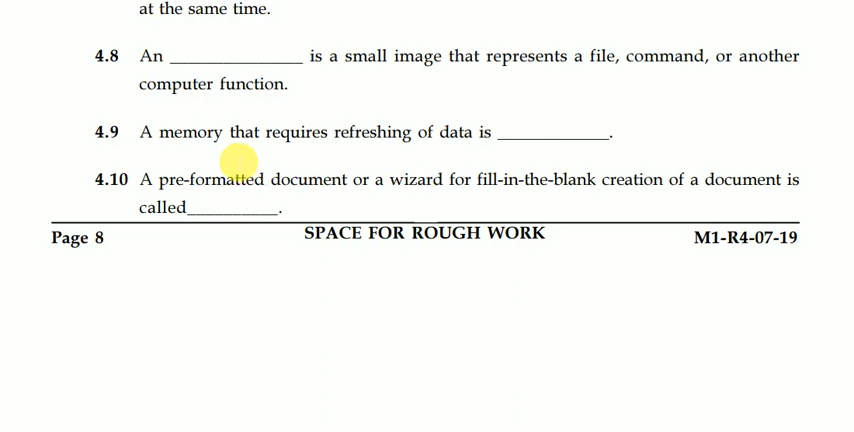 at the same time.
4.8 An _______________ is a small image that represents a file, command, or another
computer function.
4.9 A memory that requires refreshing of data is _____________.
4.10 A pre-formatted document or a wizard for fill-in-the-blank creation of a document is
called__________.
Page 8 SPACE FOR ROUGH WORK M1-R4-07-19